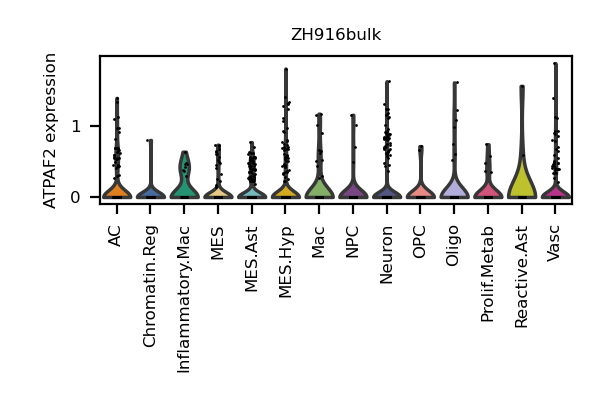 ZH916bulk
ATPAF2 expression
1
0
AC
Chromatin.Reg
Inflammatory.Mac
MES
MES.Ast
MES.Hyp
Mac
NPC
Neuron
OPC
Oligo
Prolif.Metab
Reactive.Ast
Vasc